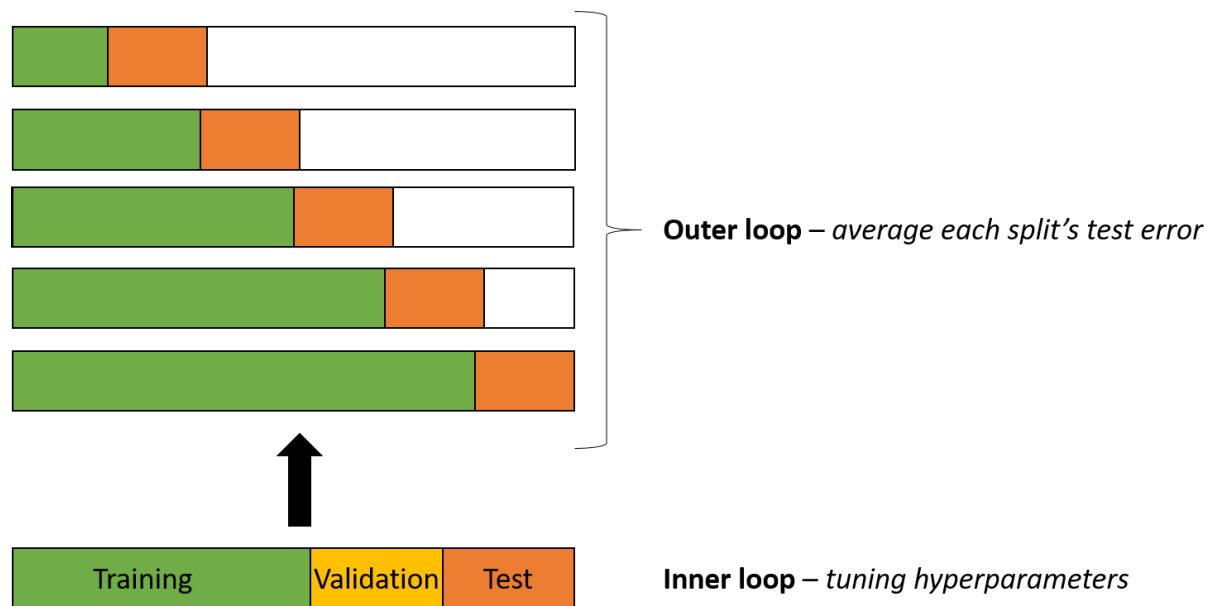 Outer loop – average each split's test error
Training
Validation
Test
Inner loop – tuning hyperparameters